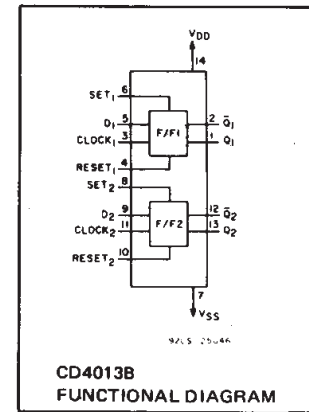 VDD
14
SET1 6
D1 5
F/F1
2 Q̅1
CLOCK1 3
1 Q1
RESET1 4
SET2 8
D2 9
F/F2
12 Q̅2
CLOCK2 11
13 Q2
RESET2 10
7
VSS
CD4013B
FUNCTIONAL DIAGRAM